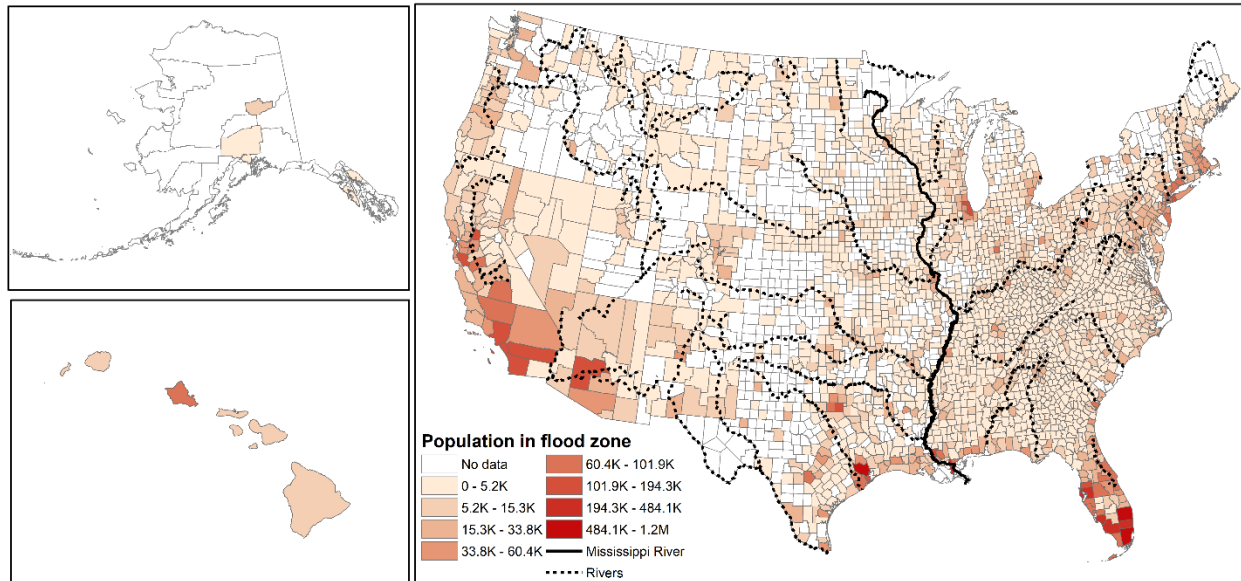 Population in flood zone
No data
0 - 5.2K
5.2K - 15.3K
15.3K - 33.8K
33.8K - 60.4K
60.4K - 101.9K
101.9K - 194.3K
194.3K - 484.1K
484.1K - 1.2M
Mississippi River
Rivers